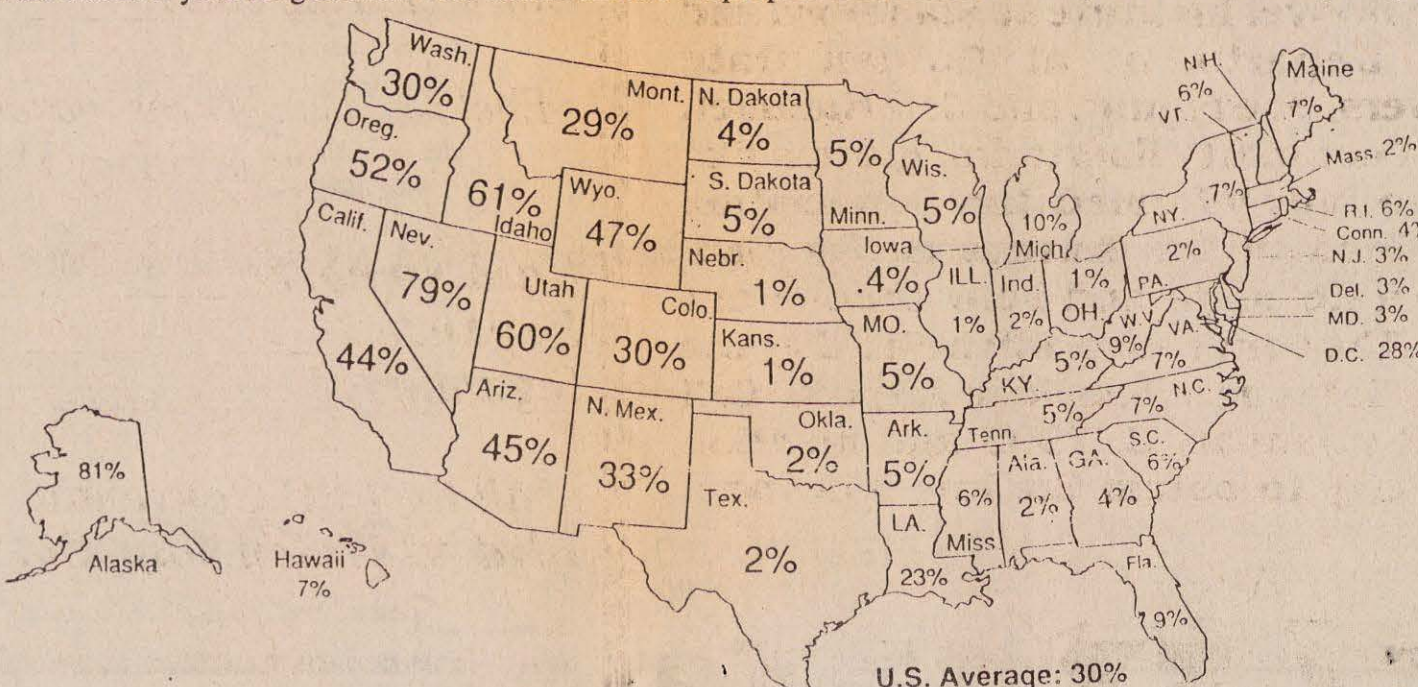 Wash.
30%
Oreg.
52%
Calif.
44%
Nev.
79%
61%
Idaho
Mont.
29%
Wyo.
47%
Utah
60%
Colo.
30%
Ariz.
45%
N. Mex.
33%
N. Dakota
4%
S. Dakota
5%
Nebr.
1%
Kans.
1%
Okla.
2%
Tex.
2%
5%
Minn.
Iowa
.4%
MO.
5%
Ark.
5%
LA.
23%
Wis.
5%
ILL.
1%
10%
Mich.
Ind.
2%
1%
OH.
5%
KY.
5%
Tenn.
6%
Miss.
Ala.
2%
GA.
4%
Fla.
9%
S.C.
6%
7%
N.C.
W.V.
9%
VA.
7%
2%
PA.
.7%
NY.
VT.
N.H.
6%
Maine
.7%
Mass. 2%
R.I. 6%
Conn.
N.J. 3%
Del. 3%
MD. 3%
D.C. 28%
81%
Alaska
Hawaii
7%
U.S. Average: 30%